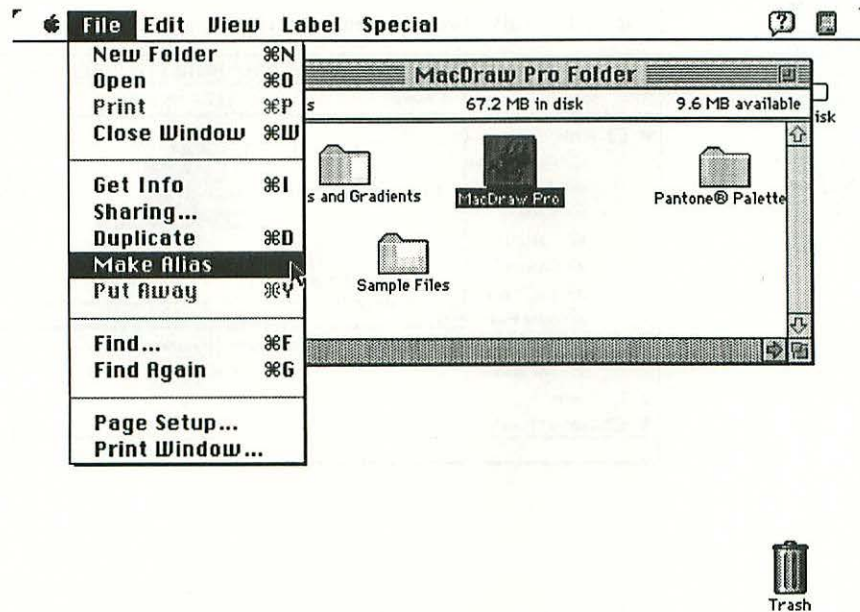 File Edit View Label Special
New Folder ⌘N
Open ⌘O
Print ⌘P
Close Window ⌘W
Get Info ⌘I
Sharing...
Duplicate ⌘D
Make Alias
Put Away ⌘Y
Find... ⌘F
Find Again ⌘G
Page Setup...
Print Window...
MacDraw Pro Folder
s 67.2 MB in disk 9.6 MB available
isk
s and Gradients
MacDraw Pro
Pantone® Palette
Sample Files
Trash